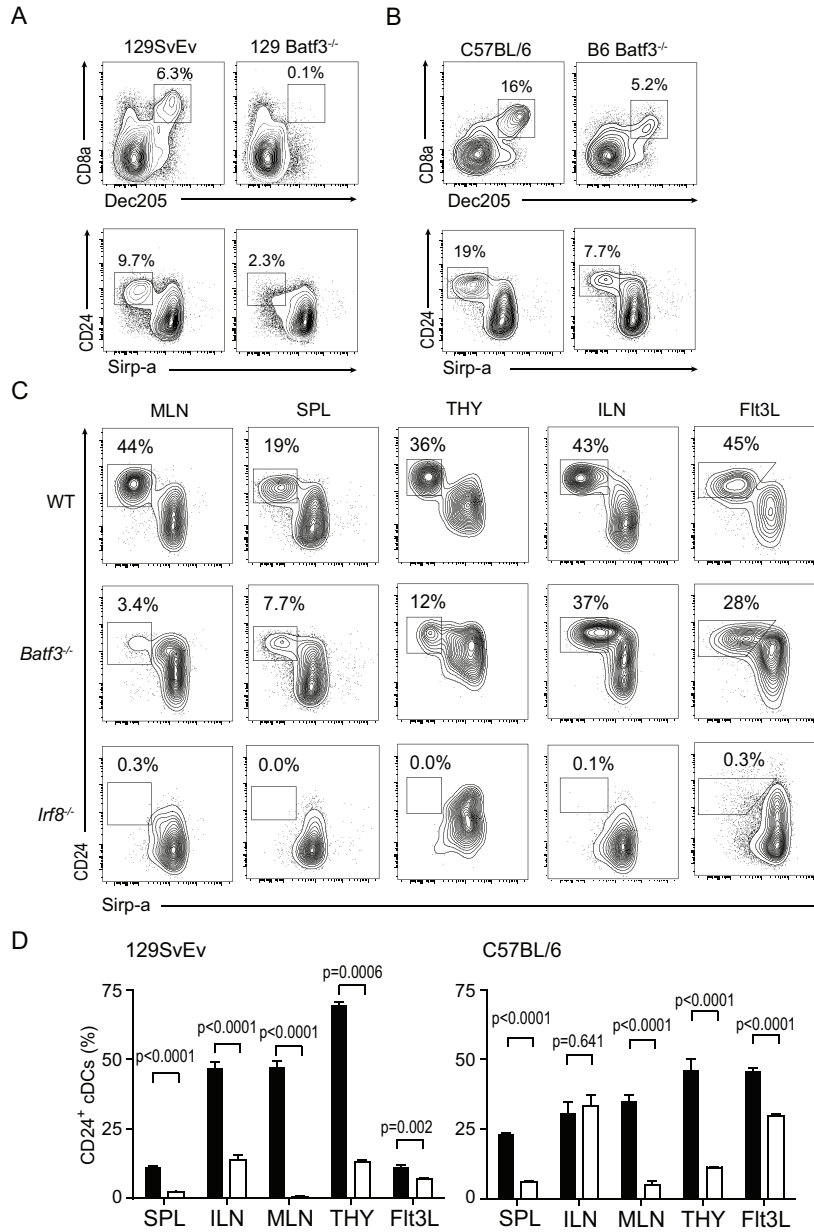 A
B
129SvEv
129 Batf3-/-
C57BL/6
B6 Batf3-/-
6.3%
0.1%
16%
5.2%
CD8a
CD8a
Dec205
Dec205
9.7%
2.3%
19%
7.7%
CD24
CD24
Sirp-a
Sirp-a
C
MLN
SPL
THY
ILN
Flt3L
WT
44%
19%
36%
43%
45%
Batf3-/-
3.4%
7.7%
12%
37%
28%
Irf8-/-
0.3%
0.0%
0.0%
0.1%
0.3%
CD24
Sirp-a
D
129SvEv
C57BL/6
CD24+ cDCs (%)
75
50
25
0
p<0.0001
p<0.0001
p<0.0001
p=0.0006
p=0.002
SPL
ILN
MLN
THY
Flt3L
75
50
25
0
p<0.0001
p=0.641
p<0.0001
p<0.0001
p<0.0001
SPL
ILN
MLN
THY
Flt3L